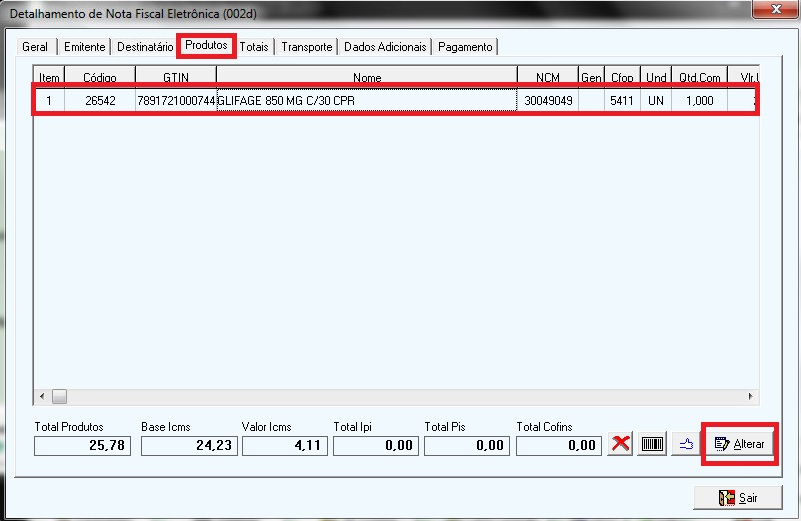 Detalhamento de Nota Fiscal Eletrônica (002d)
Geral Emitente Destinatário Produtos Totais Transporte Dados Adicionais Pagamento
Item Código GTIN Nome NCM Gen Cfop Und Qtd.Com Vlr.
1 26542 7891721000744 GLIFAGE 850 MG C/30 CPR 30049049 5411 UN 1,000
Total Produtos Base Icms Valor Icms Total Ipi Total Pis Total Cofins
25,78 24,23 4,11 0,00 0,00 0,00 Alterar
Sair